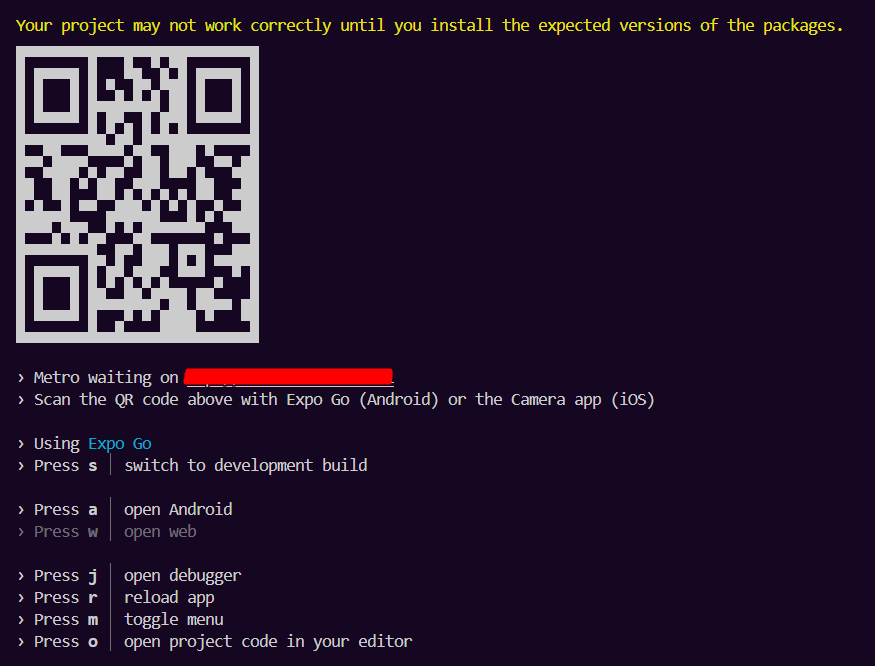 Your project may not work correctly until you install the expected versions of the packages.
› Metro waiting on
› Scan the QR code above with Expo Go (Android) or the Camera app (iOS)
› Using Expo Go
› Press s │ switch to development build
› Press a │ open Android
› Press w │ open web
› Press j │ open debugger
› Press r │ reload app
› Press m │ toggle menu
› Press o │ open project code in your editor